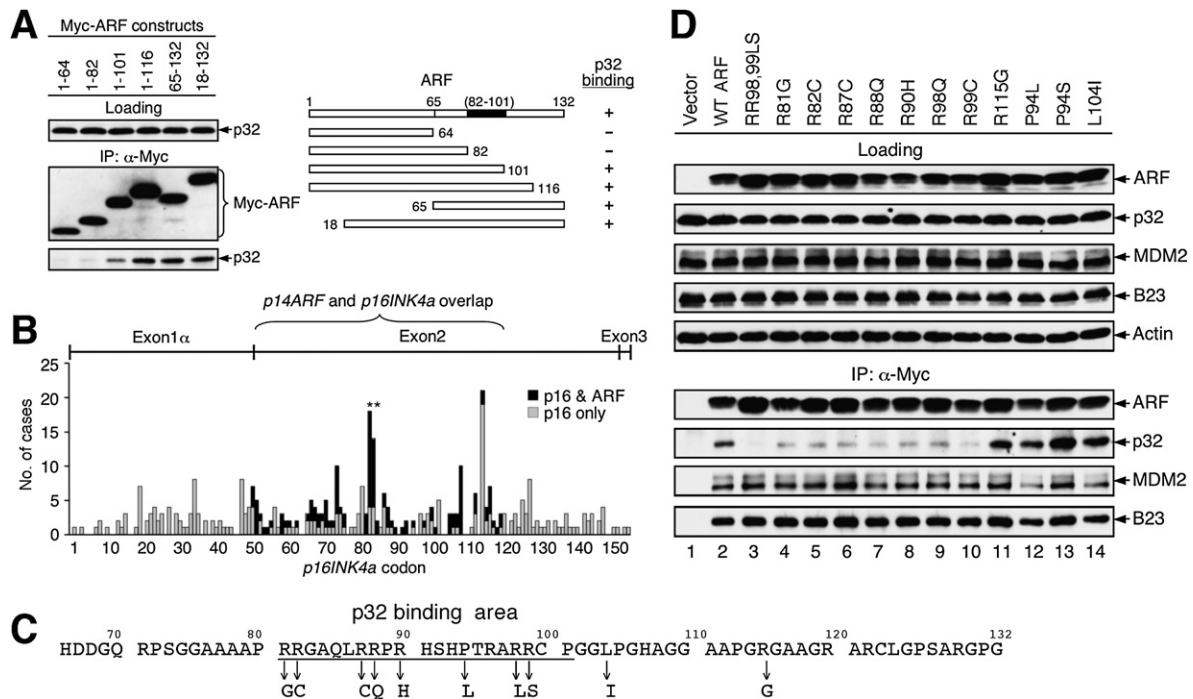 A
Myc-ARF constructs
1-64 1-82 1-101 1-116 65-132 18-132
Loading
p32
IP: α-Myc
Myc-ARF
p32
ARF
p32 binding
1 65 (82-101) 132
+
64 −
82 −
101 +
116 +
65 +
18 +
B
p14ARF and p16INK4a overlap
Exon1α Exon2 Exon3
No. of cases
25
20
15
10
5
0
**
p16 & ARF
p16 only
1 10 20 30 40 50 60 70 80 90 100 110 120 130 140 150
p16INK4a codon
C
p32 binding area
70 80 90 100 110 120 132
HDDGQ RPSGGAAAAP RRGAQLRRPR HSHPTRARRC PGGLPGHAGG AAPGRGAAGR ARCLGPSARGPG
GC CQ H L LS I G
D
Vector WT ARF RR98,99LS R81G R82C R87C R88Q R90H R98Q R99C R115G P94L P94S L104I
Loading
ARF
p32
MDM2
B23
Actin
IP: α-Myc
ARF
p32
MDM2
B23
1 2 3 4 5 6 7 8 9 10 11 12 13 14